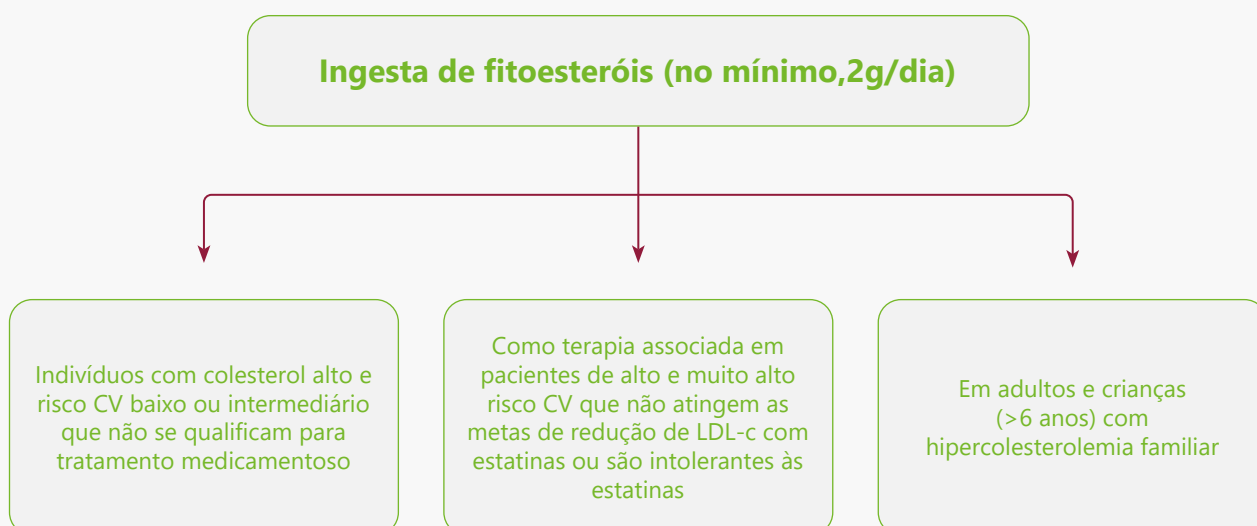 Ingesta de fitoesteróis (no mínimo,2g/dia)
Indivíduos com colesterol alto e
risco CV baixo ou intermediário
que não se qualificam para
tratamento medicamentoso
Como terapia associada em
pacientes de alto e muito alto
risco CV que não atingem as
metas de redução de LDL-c com
estatinas ou são intolerantes às
estatinas
Em adultos e crianças
(>6 anos) com
hipercolesterolemia familiar